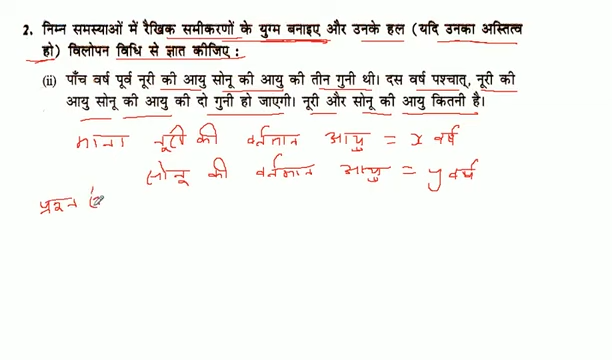 2. निम्न समस्याओं में रैखिक समीकरणों के युग्म बनाइए और उनके हल (यदि उनका अस्तित्व
हो) विलोपन विधि से ज्ञात कीजिए :
(ii) पाँच वर्ष पूर्व नूरी की आयु सोनू की आयु की तीन गुनी थी। दस वर्ष पश्चात्, नूरी की
आयु सोनू की आयु की दो गुनी हो जाएगी। नूरी और सोनू की आयु कितनी है।
माना नूरी की वर्तमान आयु = x वर्ष
सोनू की वर्तमान आयु = y वर्ष
प्रश्न